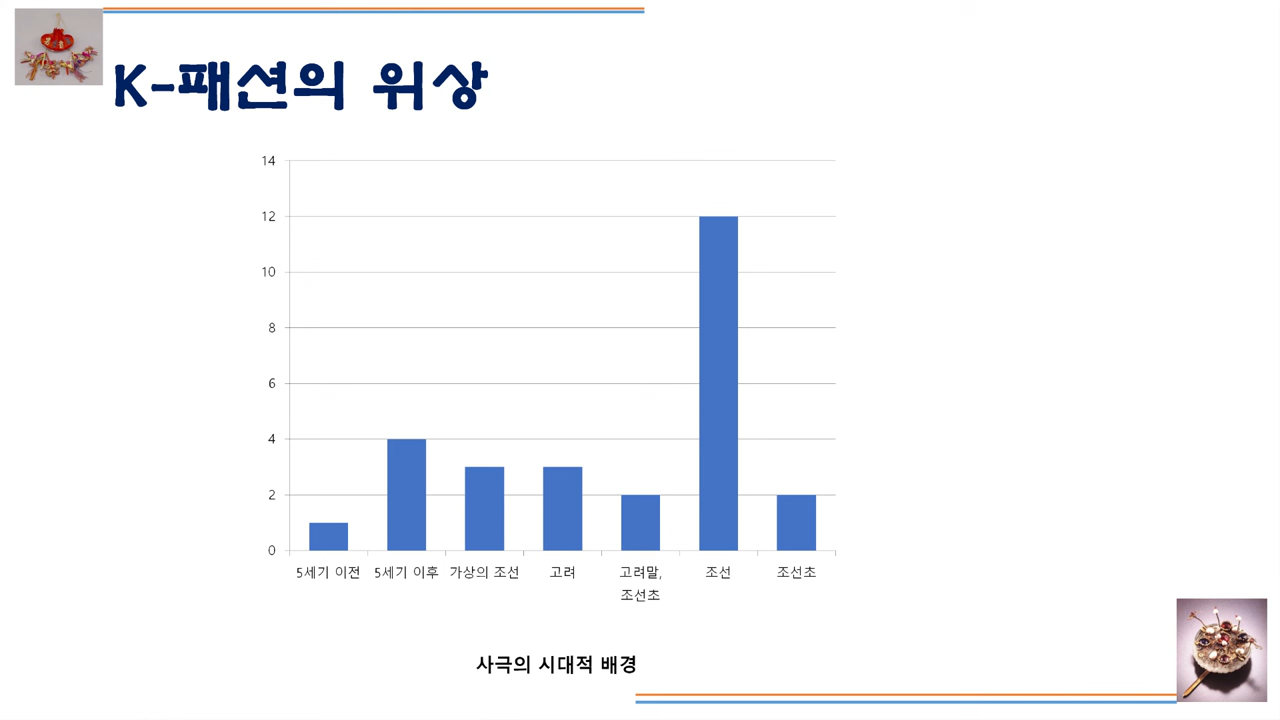 K-패션의 위상
14
12
10
8
6
4
2
0
5세기 이전
5세기 이후
가상의 조선
고려
고려말,
조선초
조선
조선초
사극의 시대적 배경